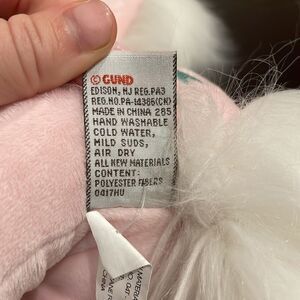 © GUND
EDISON, NJ REG.PA3
REG.NO.PA-14386(CK)
MADE IN CHINA 285
HAND WASHABLE
COLD WATER,
MILD SUDS,
AIR DRY
ALL NEW MATERIALS
CONTENT:
POLYESTER FIBERS
0417HU